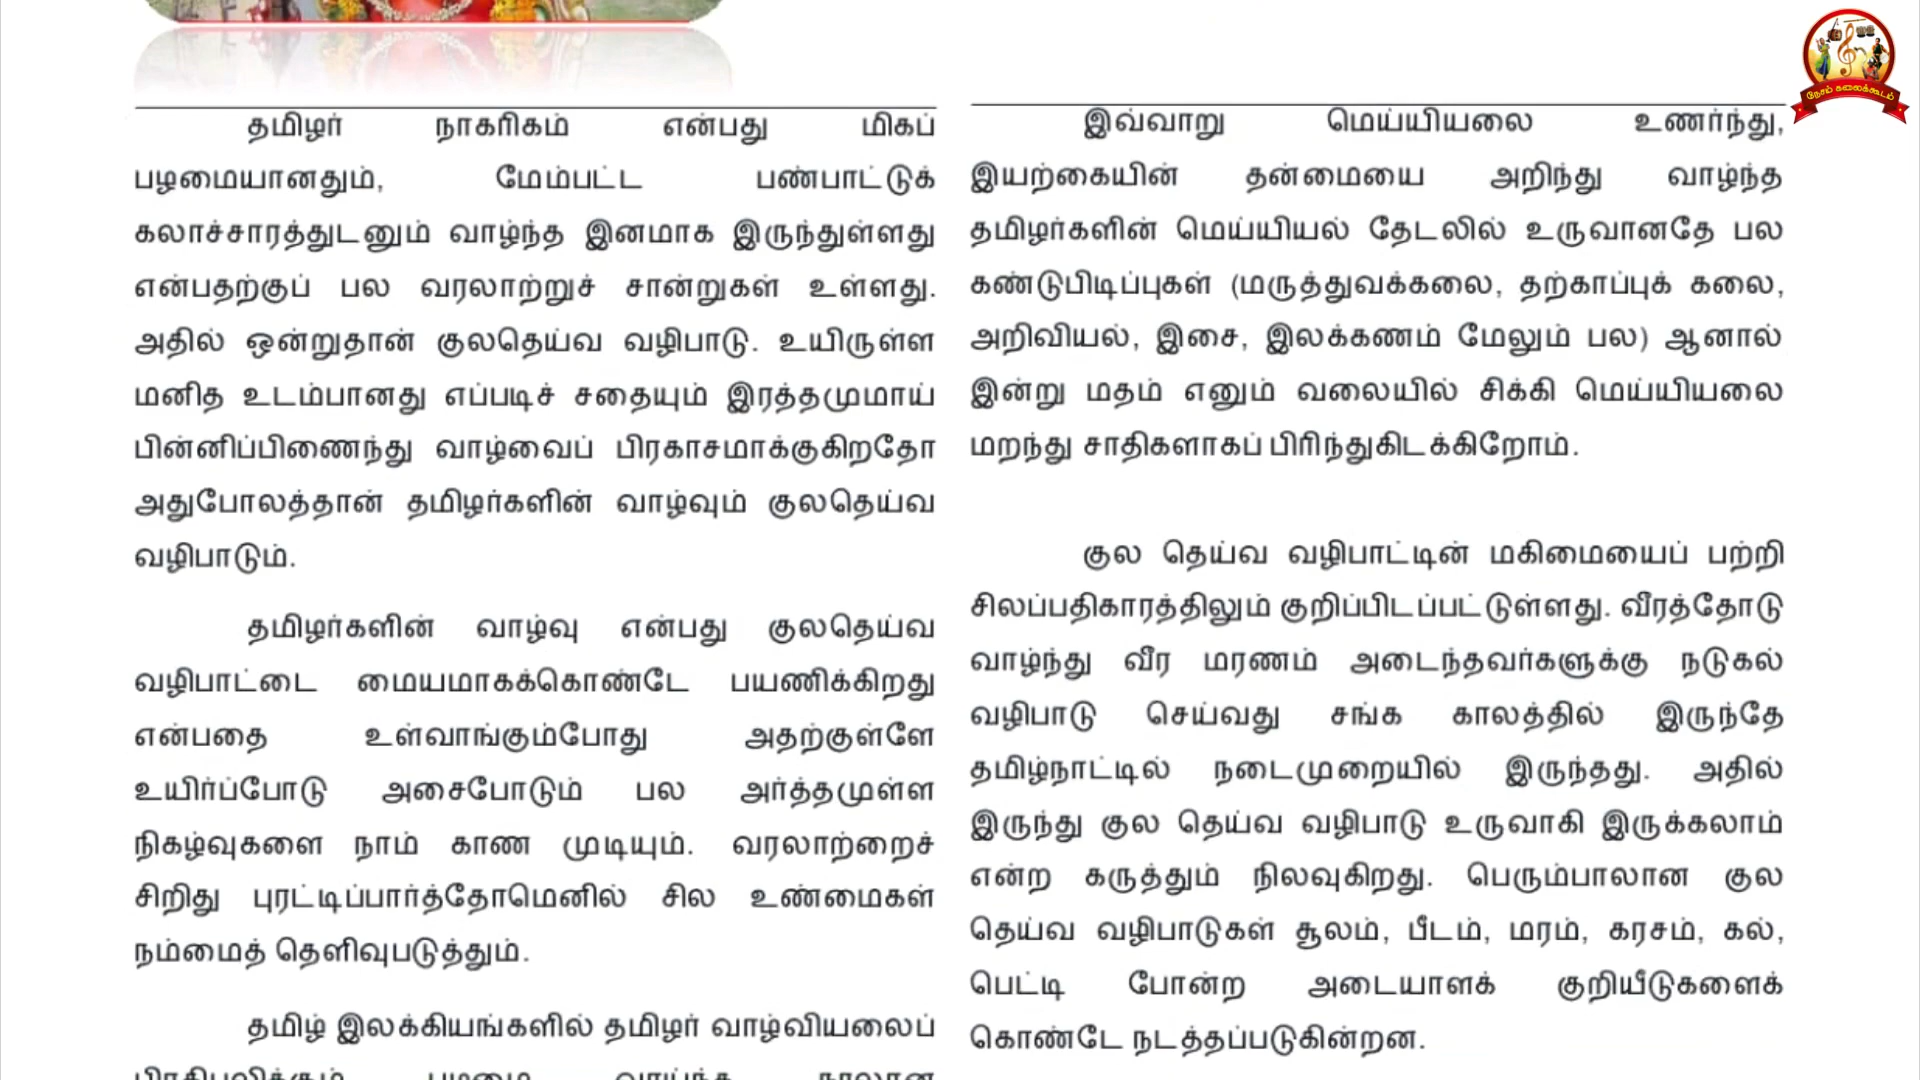 தமிழர் நாகரிகம் என்பது மிகப்
பழமையானதும், மேம்பட்ட பண்பாட்டுக்
கலாச்சாரத்துடனும் வாழ்ந்த இனமாக இருந்துள்ளது
என்பதற்குப் பல வரலாற்றுச் சான்றுகள் உள்ளது.
அதில் ஒன்றுதான் குலதெய்வ வழிபாடு. உயிருள்ள
மனித உடம்பானது எப்படிச் சதையும் இரத்தமுமாய்
பின்னிப்பிணைந்து வாழ்வைப் பிரகாசமாக்குகிறதோ
அதுபோலத்தான் தமிழர்களின் வாழ்வும் குலதெய்வ
வழிபாடும்.
தமிழர்களின் வாழ்வு என்பது குலதெய்வ
வழிபாட்டை மையமாகக்கொண்டே பயணிக்கிறது
என்பதை உள்வாங்கும்போது அதற்குள்ளே
உயிர்ப்போடு அசைபோடும் பல அர்த்தமுள்ள
நிகழ்வுகளை நாம் காண முடியும். வரலாற்றைச்
சிறிது புரட்டிப்பார்த்தோமெனில் சில உண்மைகள்
நம்மைத் தெளிவுபடுத்தும்.
தமிழ் இலக்கியங்களில் தமிழர் வாழ்வியலைப்
இவ்வாறு மெய்யியலை உணர்ந்து,
இயற்கையின் தன்மையை அறிந்து வாழ்ந்த
தமிழர்களின் மெய்யியல் தேடலில் உருவானதே பல
கண்டுபிடிப்புகள் (மருத்துவக்கலை, தற்காப்புக் கலை,
அறிவியல், இசை, இலக்கணம் மேலும் பல) ஆனால்
இன்று மதம் எனும் வலையில் சிக்கி மெய்யியலை
மறந்து சாதிகளாகப் பிரிந்துகிடக்கிறோம்.
குல தெய்வ வழிபாட்டின் மகிமையைப் பற்றி
சிலப்பதிகாரத்திலும் குறிப்பிடப்பட்டுள்ளது. வீரத்தோடு
வாழ்ந்து வீர மரணம் அடைந்தவர்களுக்கு நடுகல்
வழிபாடு செய்வது சங்க காலத்தில் இருந்தே
தமிழ்நாட்டில் நடைமுறையில் இருந்தது. அதில்
இருந்து குல தெய்வ வழிபாடு உருவாகி இருக்கலாம்
என்ற கருத்தும் நிலவுகிறது. பெரும்பாலான குல
தெய்வ வழிபாடுகள் சூலம், பீடம், மரம், கரசம், கல்,
பெட்டி போன்ற அடையாளக் குறியீடுகளைக்
கொண்டே நடத்தப்படுகின்றன.
நேசம் கலைக்கூடம்